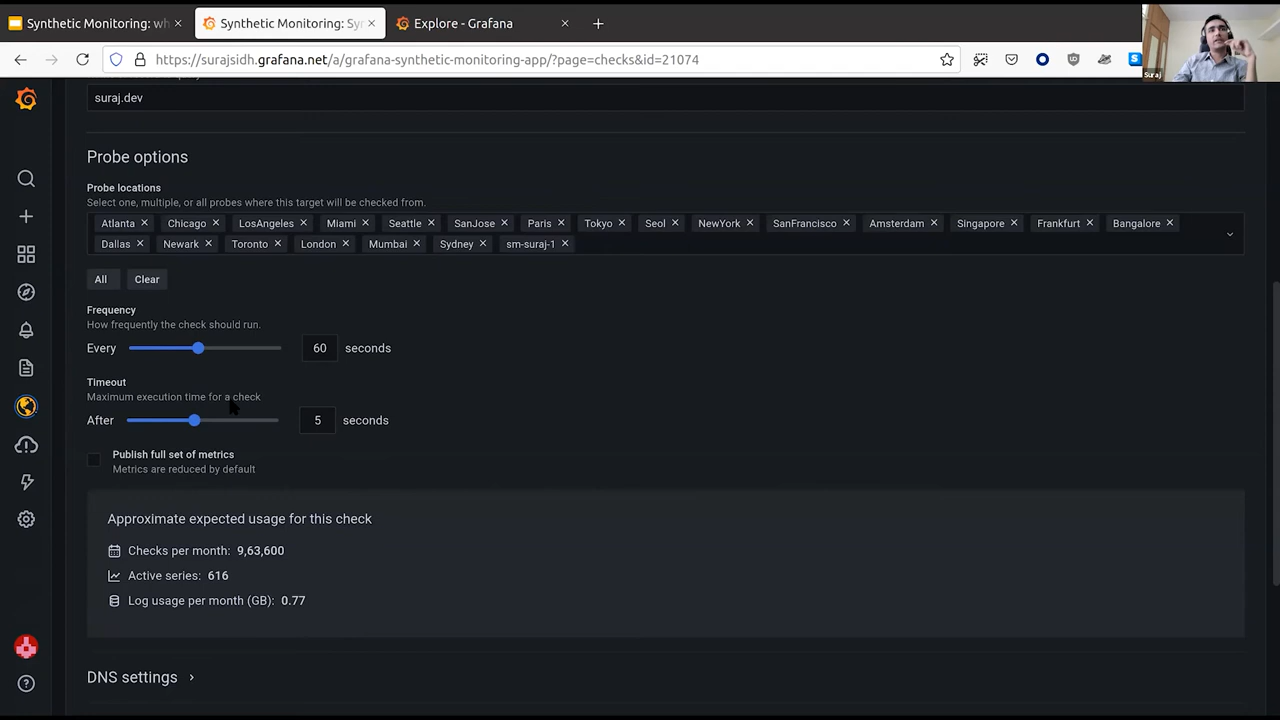 Synthetic Monitoring: wh
Synthetic Monitoring: Sy
Explore - Grafana
https://surajsidh.grafana.net/a/grafana-synthetic-monitoring-app/?page=checks&id=21074
Suraj
suraj.dev
Probe options
Probe locations
Select one, multiple, or all probes where this target will be checked from.
Atlanta Chicago LosAngeles Miami Seattle SanJose Paris Tokyo Seol NewYork SanFrancisco Amsterdam Singapore Frankfurt Bangalore
Dallas Newark Toronto London Mumbai Sydney sm-suraj-1
All Clear
Frequency
How frequently the check should run.
Every 60 seconds
Timeout
Maximum execution time for a check
After 5 seconds
Publish full set of metrics
Metrics are reduced by default
Approximate expected usage for this check
Checks per month: 9,63,600
Active series: 616
Log usage per month (GB): 0.77
DNS settings